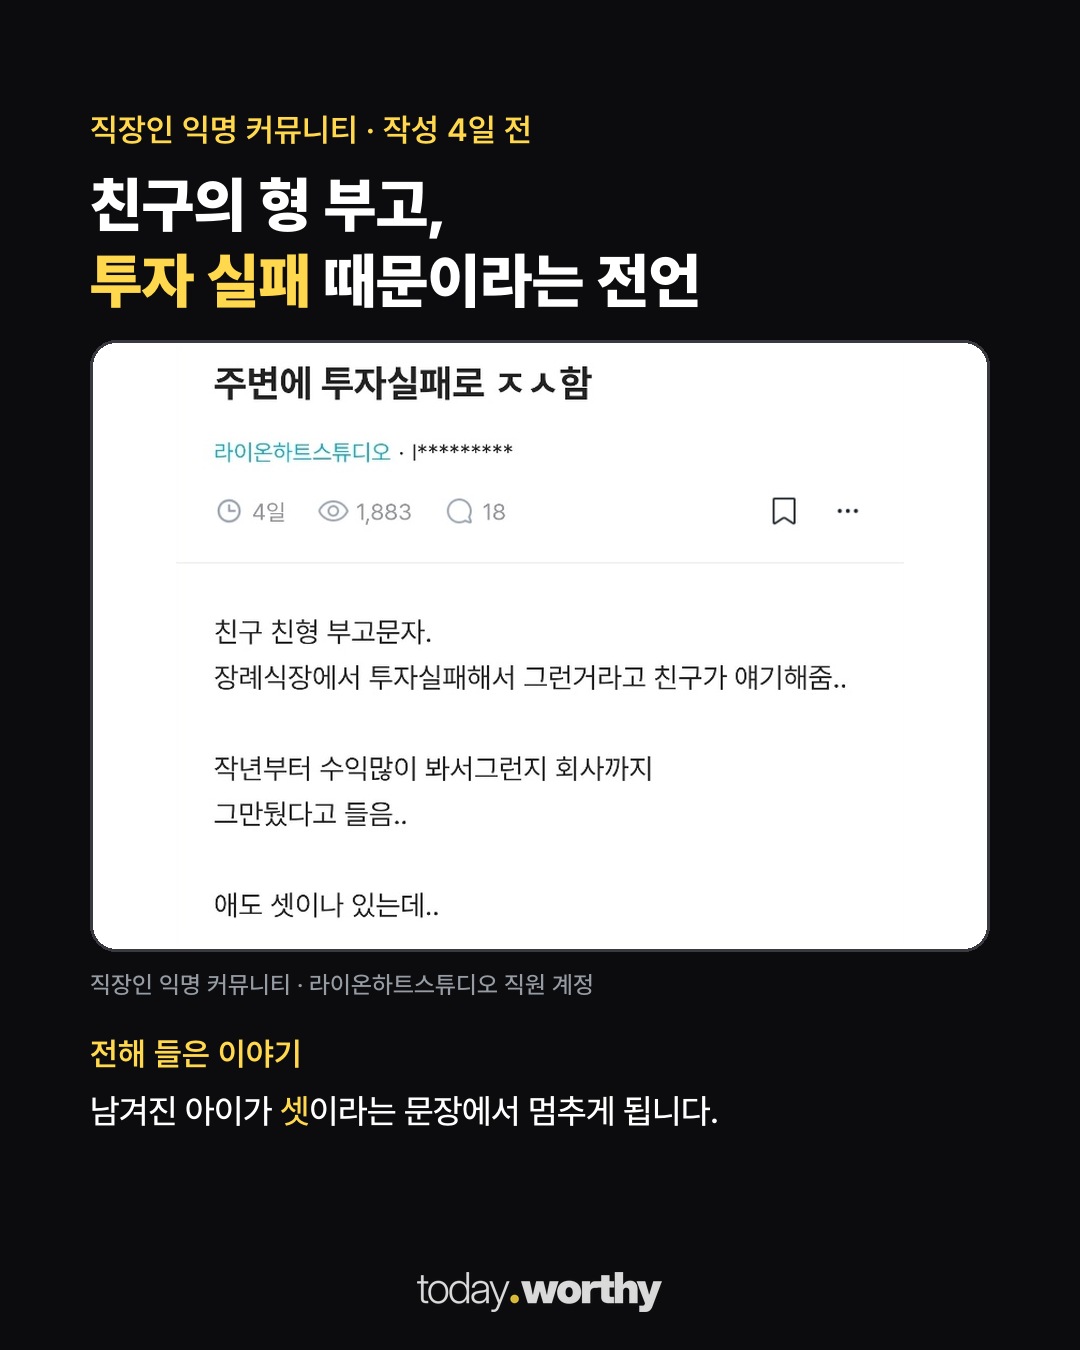 직장인 익명 커뮤니티 · 작성 4일 전
친구의 형 부고,
투자 실패 때문이라는 전언
주변에 투자실패로 ㅈㅅ함
라이온하트스튜디오 · l*********
4일 1,883 18
친구 친형 부고문자.
장례식장에서 투자실패해서 그런거라고 친구가 얘기해줌..
작년부터 수익많이 봐서그런지 회사까지
그만뒀다고 들음..
애도 셋이나 있는데..
직장인 익명 커뮤니티 · 라이온하트스튜디오 직원 계정
전해 들은 이야기
남겨진 아이가 셋이라는 문장에서 멈추게 됩니다.
today.worthy